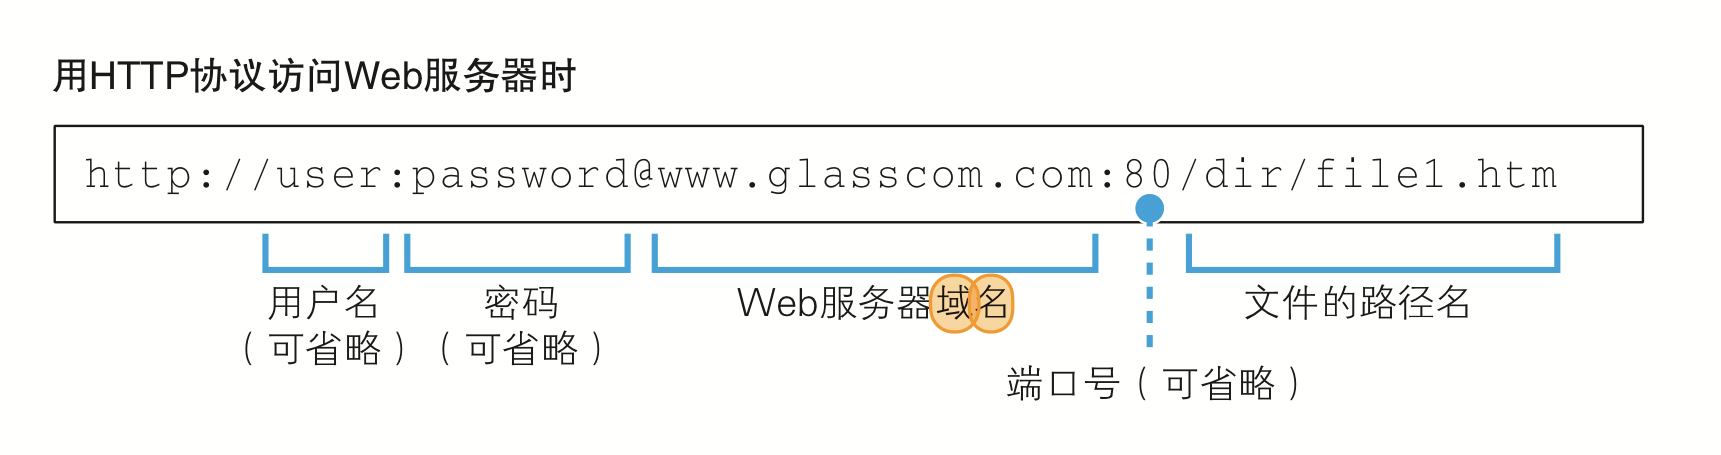 用HTTP协议访问Web服务器时
http://user:password@www.glasscom.com:80/dir/file1.htm
用户名
（可省略）
密码
（可省略）
Web服务器域名
端口号（可省略）
文件的路径名